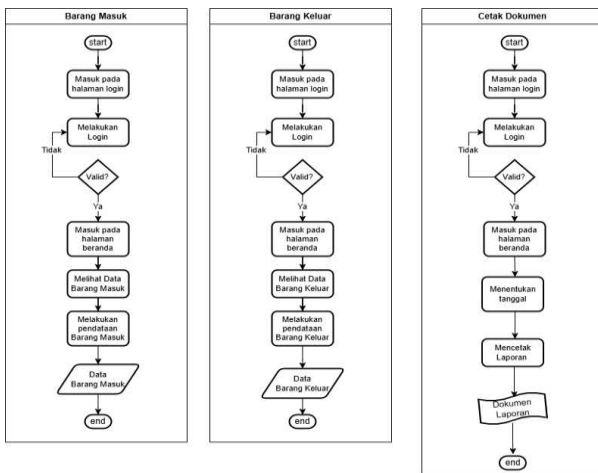 Barang Masuk
start
Masuk pada
halaman login
Melakukan
Login
Tidak
Valid?
Ya
Masuk pada
halaman
beranda
Melihat Data
Barang Masuk
Melakukan
pendataan
Barang Masuk
Data
Barang Masuk
end
Barang Keluar
start
Masuk pada
halaman login
Melakukan
Login
Tidak
Valid?
Ya
Masuk pada
halaman
beranda
Melihat Data
Barang Keluar
Melakukan
pendataan
Barang Keluar
Data
Barang Keluar
end
Cetak Dokumen
start
Masuk pada
halaman login
Melakukan
Login
Tidak
Valid?
Ya
Masuk pada
halaman
beranda
Menentukan
tanggal
Mencetak
Laporan
Dokumen
Laporan
end